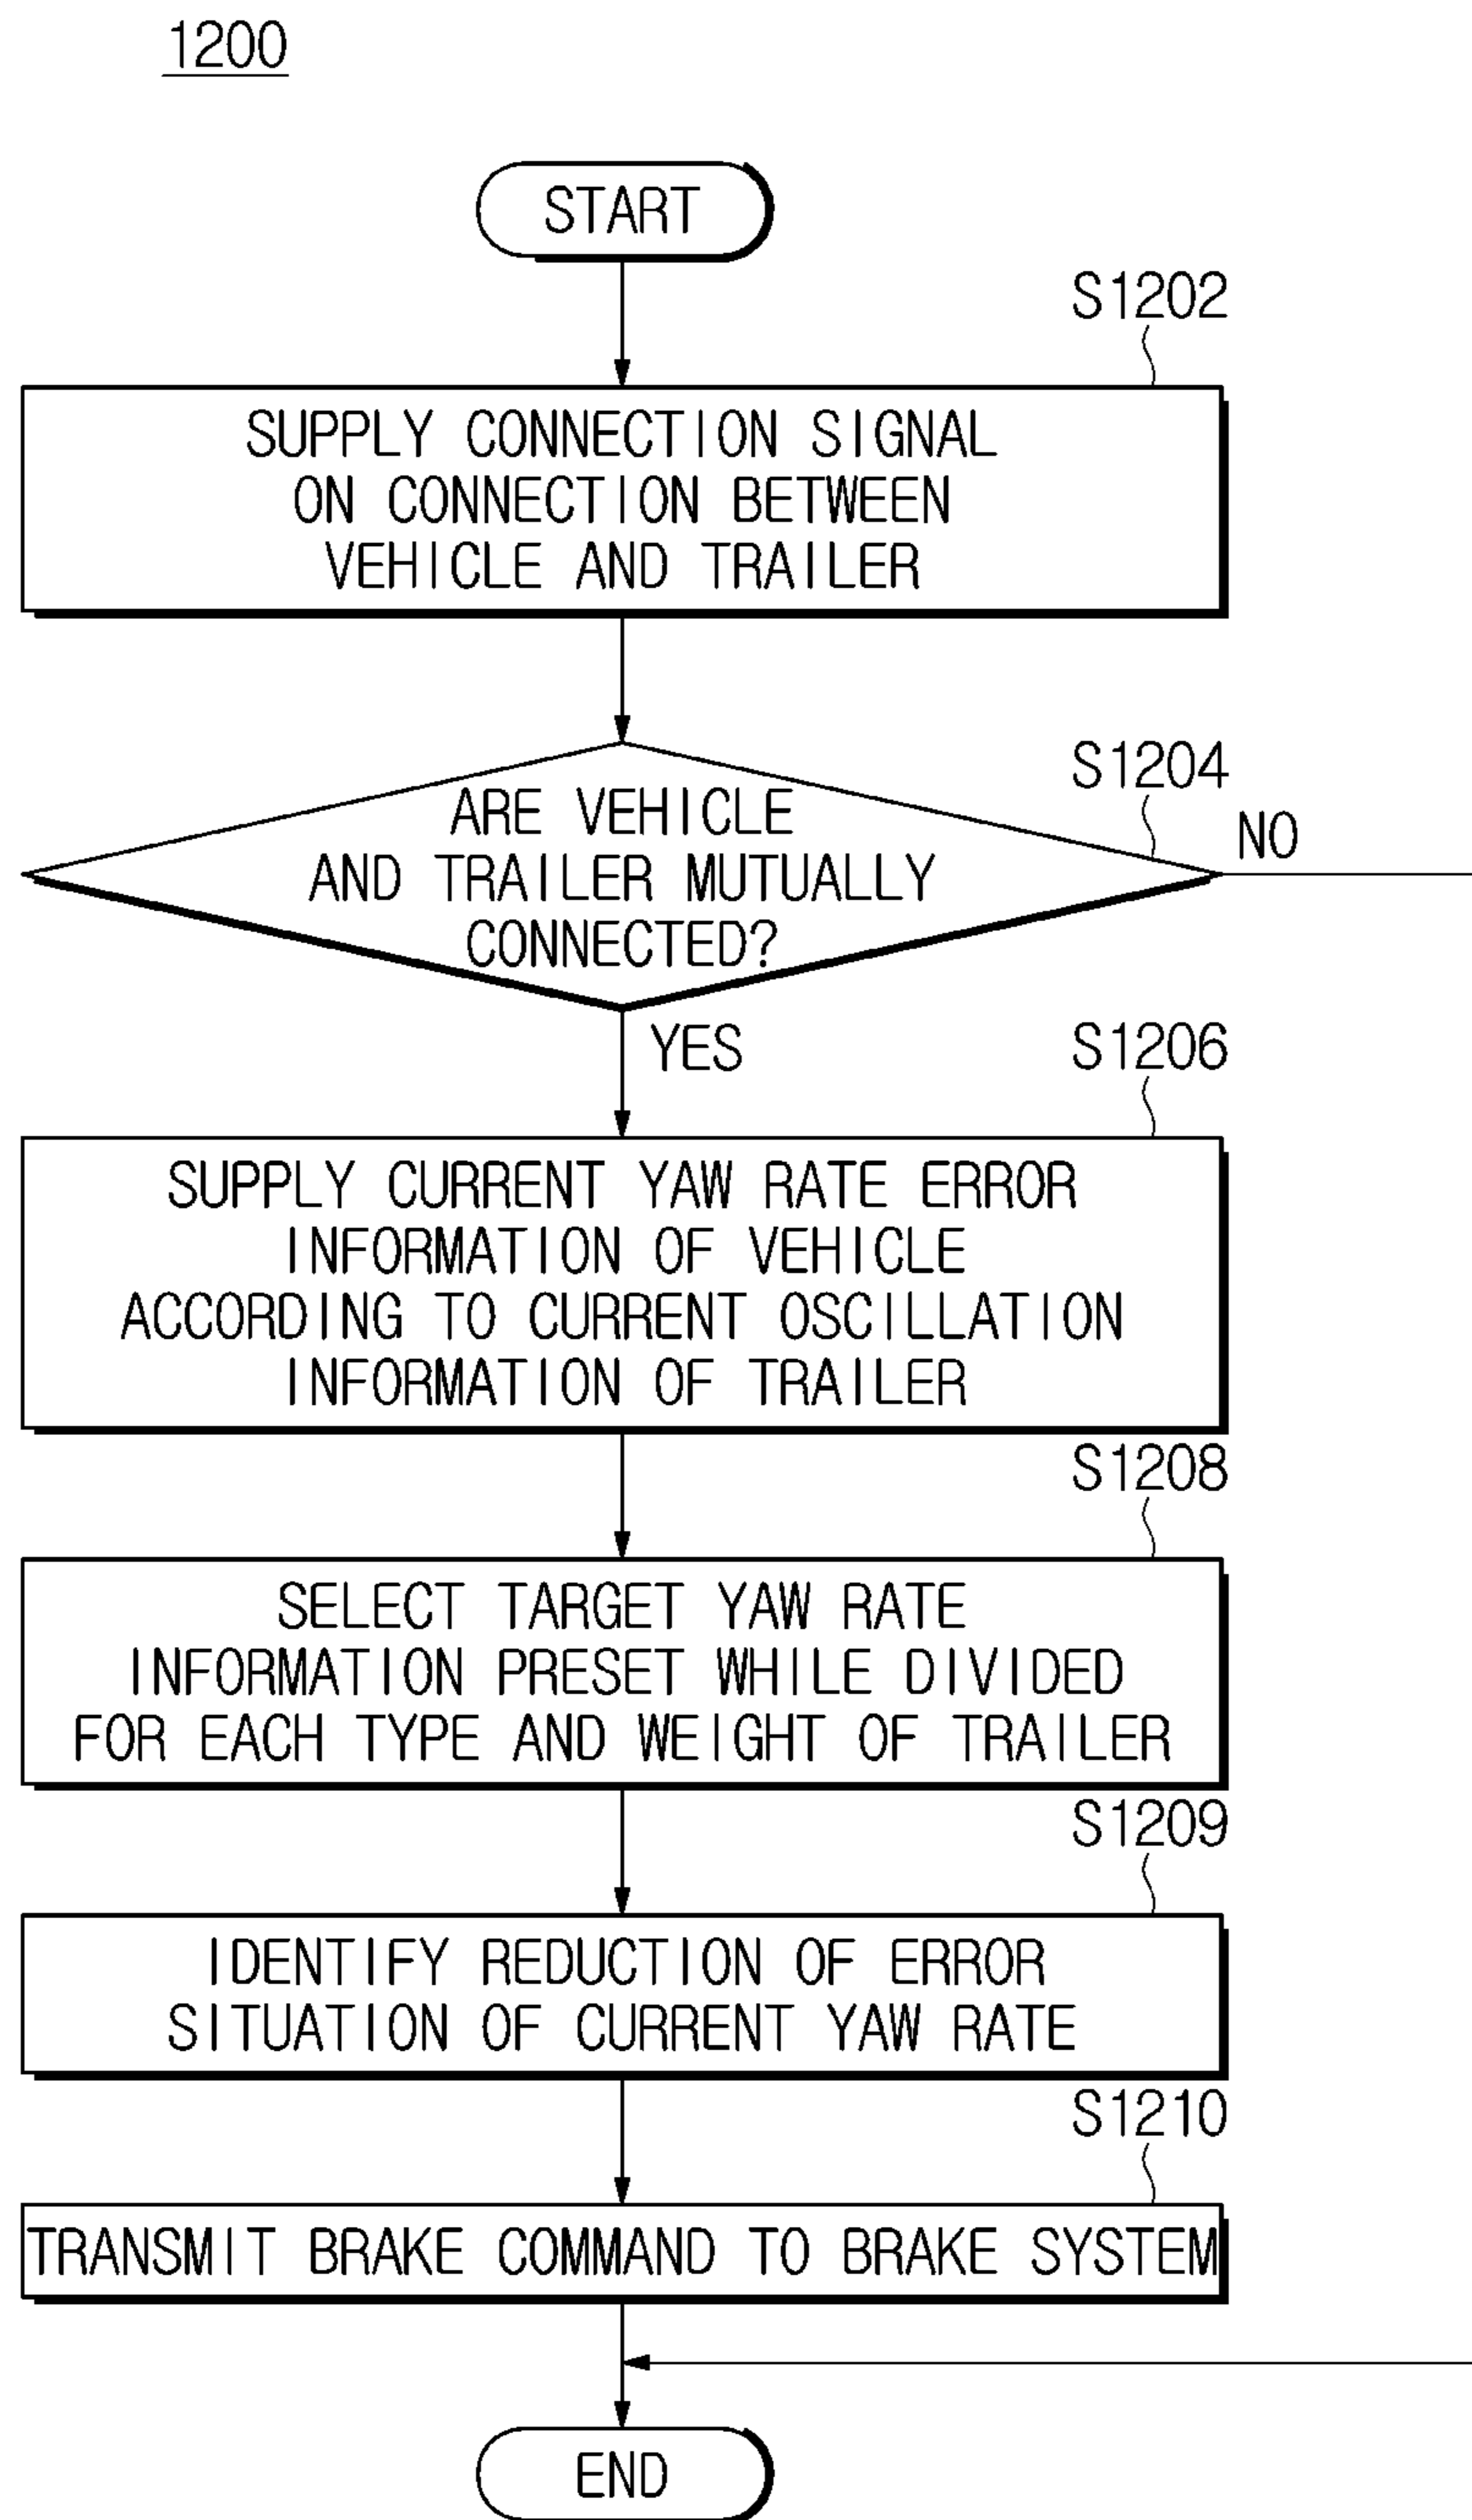 1200
START
S1202
SUPPLY CONNECTION SIGNAL
ON CONNECTION BETWEEN
VEHICLE AND TRAILER
S1204
ARE VEHICLE
AND TRAILER MUTUALLY
CONNECTED?
NO
YES
S1206
SUPPLY CURRENT YAW RATE ERROR
INFORMATION OF VEHICLE
ACCORDING TO CURRENT OSCILLATION
INFORMATION OF TRAILER
S1208
SELECT TARGET YAW RATE
INFORMATION PRESET WHILE DIVIDED
FOR EACH TYPE AND WEIGHT OF TRAILER
S1209
IDENTIFY REDUCTION OF ERROR
SITUATION OF CURRENT YAW RATE
S1210
TRANSMIT BRAKE COMMAND TO BRAKE SYSTEM
END